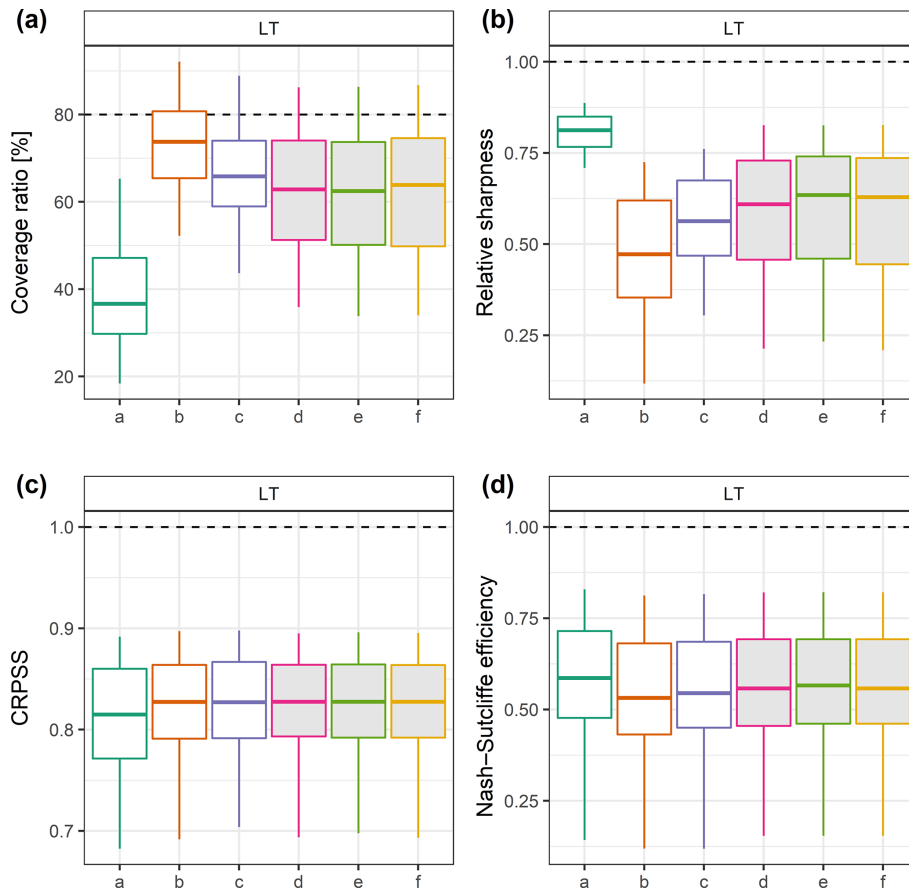 (a)
LT
Coverage ratio [%]
80
60
40
20
a b c d e f
(b)
LT
Relative sharpness
1.00
0.75
0.50
0.25
a b c d e f
(c)
LT
CRPSS
1.0
0.9
0.8
0.7
a b c d e f
(d)
LT
Nash−Sutcliffe efficiency
1.00
0.75
0.50
0.25
a b c d e f